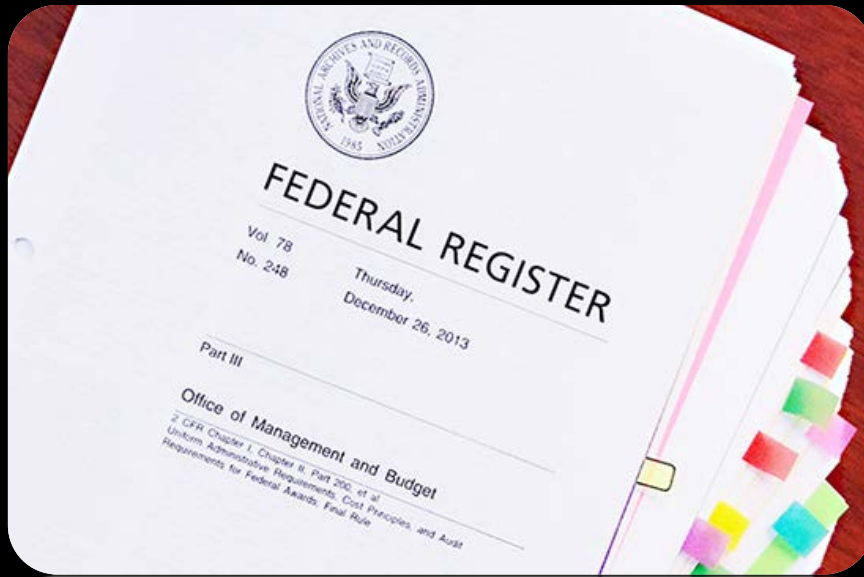 NATIONAL ARCHIVES AND RECORDS ADMINISTRATION
1985
FEDERAL REGISTER
Vol. 78
No. 248
Thursday,
December 26, 2013
Part III
Office of Management and Budget
2 CFR Chapter I, Chapter II, Part 200, et al.
Uniform Administrative Requirements, Cost Principles, and Audit
Requirements for Federal Awards; Final Rule